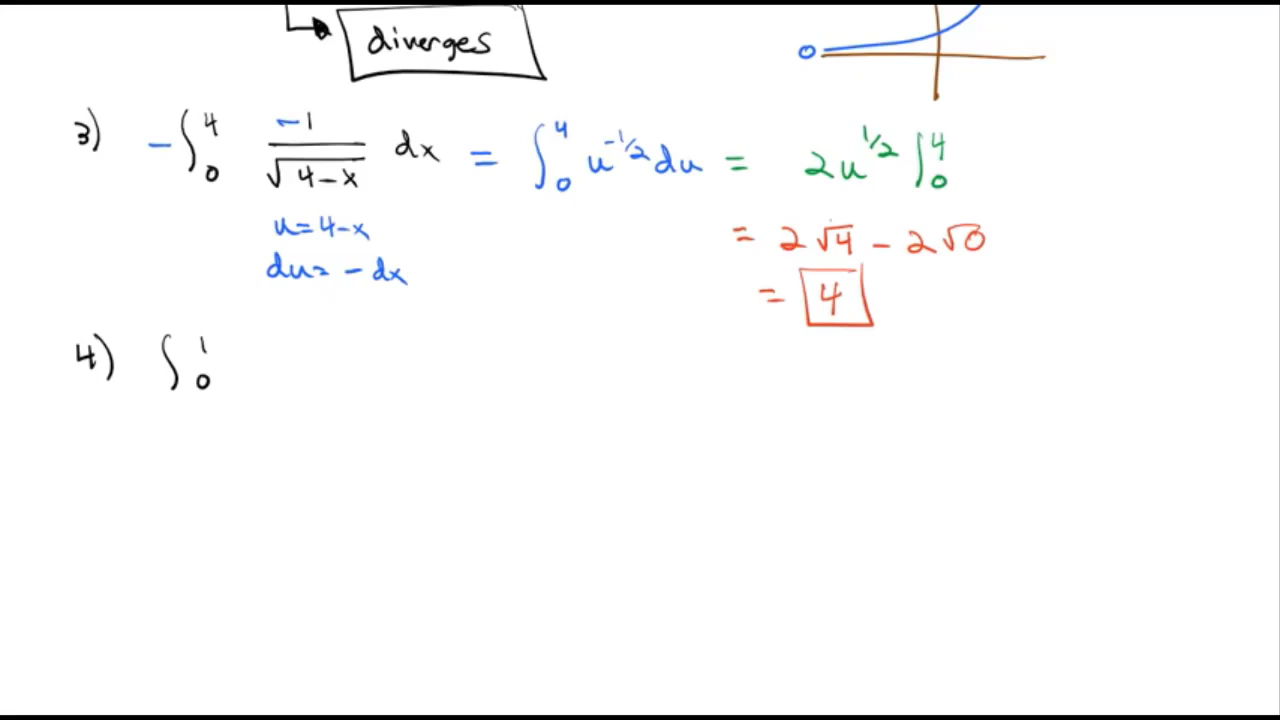 diverges
0
3) -∫₀⁴ -1/√(4-x) dx = ∫₀⁴ u^(-1/2) du = 2u^(1/2) ∫₀⁴
u = 4-x
du = - dx
= 2√4 - 2√0
= 4
4) ∫₀¹